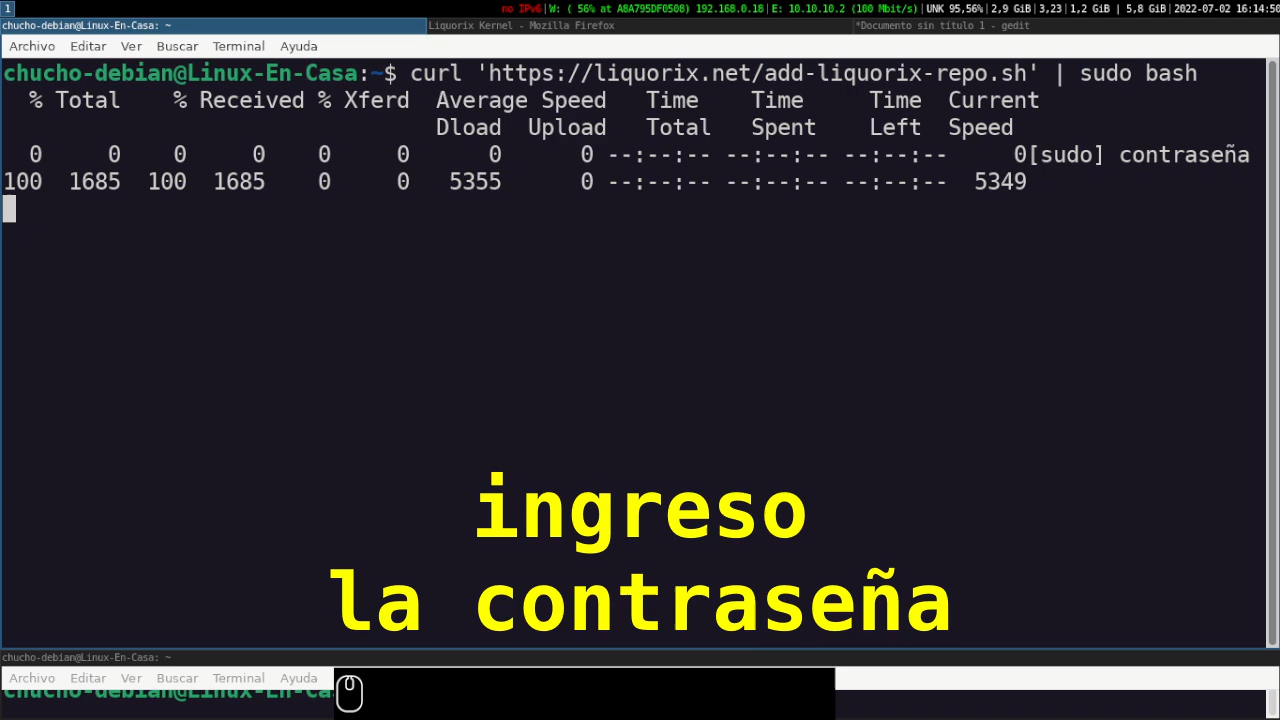 1
no IPv6|W: ( 56% at A8A795DF0508) 192.168.0.18|E: 10.10.10.2 (100 Mbit/s)|UNK 95,56%|2,9 GiB|3,23|1,2 GiB | 5,8 GiB|2022-07-02 16:14:50
chucho-debian@Linux-En-Casa: ~
Liquorix Kernel - Mozilla Firefox
*Documento sin título 1 - gedit
Archivo Editar Ver Buscar Terminal Ayuda
chucho-debian@Linux-En-Casa:~$ curl 'https://liquorix.net/add-liquorix-repo.sh' | sudo bash
% Total % Received % Xferd Average Speed Time Time Time Current
Dload Upload Total Spent Left Speed
0 0 0 0 0 0 0 0 --:--:-- --:--:-- --:--:-- 0[sudo] contraseña
100 1685 100 1685 0 0 5355 0 --:--:-- --:--:-- --:--:-- 5349
ingreso
la contraseña
chucho-debian@Linux-En-Casa: ~
Archivo Editar Ver Buscar Terminal Ayuda
chucho-debian@Linux-En-Ca